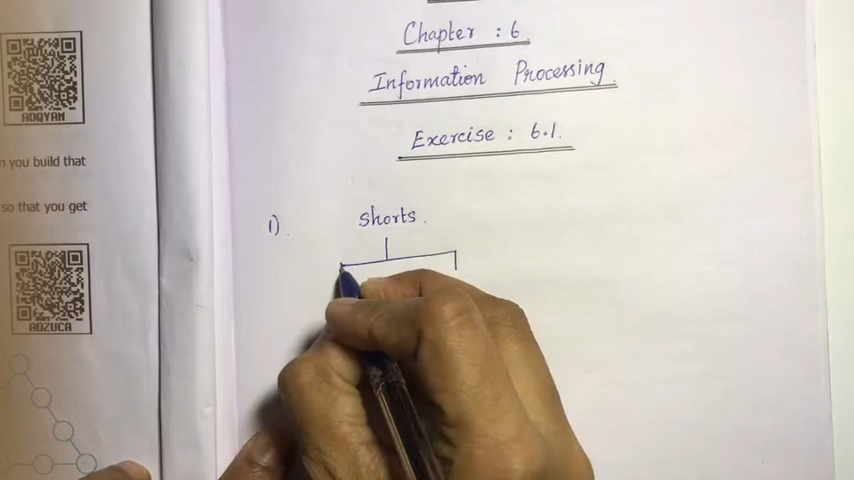 Chapter : 6
Information Processing.
Exercise : 6.1.
1). Shorts.
ADQYAM
you build that
so that you get
ADZUCA